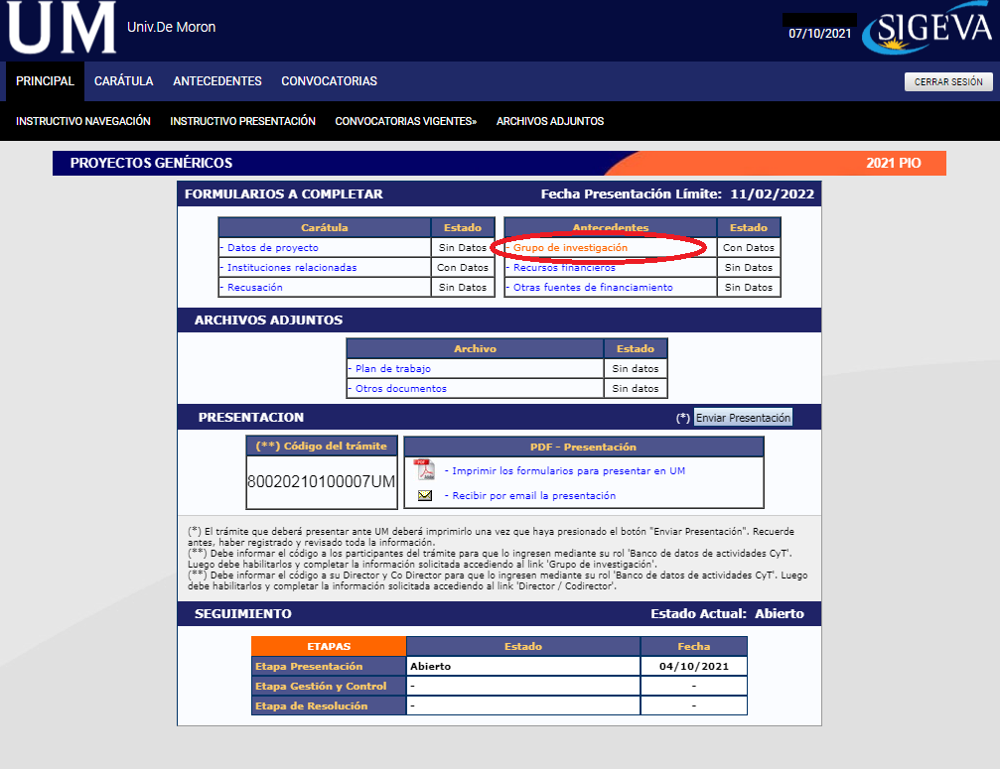 UM Univ.De Moron
07/10/2021 SIGEVA
PRINCIPAL CARÁTULA ANTECEDENTES CONVOCATORIAS CERRAR SESIÓN
INSTRUCTIVO NAVEGACIÓN INSTRUCTIVO PRESENTACIÓN CONVOCATORIAS VIGENTES» ARCHIVOS ADJUNTOS
PROYECTOS GENÉRICOS 2021 PIO
FORMULARIOS A COMPLETAR Fecha Presentación Límite: 11/02/2022
Carátula Estado Antecedentes Estado
- Datos de proyecto Sin Datos - Grupo de investigación Con Datos
- Instituciones relacionadas Con Datos - Recursos financieros Sin Datos
- Recusación Sin Datos - Otras fuentes de financiamiento Sin Datos
ARCHIVOS ADJUNTOS
Archivo Estado
- Plan de trabajo Sin datos
- Otros documentos Sin datos
PRESENTACION (*) Enviar Presentación
(**) Código del trámite PDF - Presentación
80020210100007UM
- Imprimir los formularios para presentar en UM
- Recibir por email la presentación
(*) El trámite que deberá presentar ante UM deberá imprimirlo una vez que haya presionado el botón "Enviar Presentación". Recuerde
antes, haber registrado y revisado toda la información.
(**) Debe informar el código a los participantes del trámite para que lo ingresen mediante su rol 'Banco de datos de actividades CyT'.
Luego debe habilitarlos y completar la información solicitada accediendo al link 'Grupo de investigación'.
(**) Debe informar el código a su Director y Co Director para que lo ingresen mediante su rol 'Banco de datos de actividades CyT'. Luego
debe habilitarlos y completar la información solicitada accediendo al link 'Director / Codirector'.
SEGUIMIENTO Estado Actual: Abierto
ETAPAS Estado Fecha
Etapa Presentación Abierto 04/10/2021
Etapa Gestión y Control - -
Etapa de Resolución - -